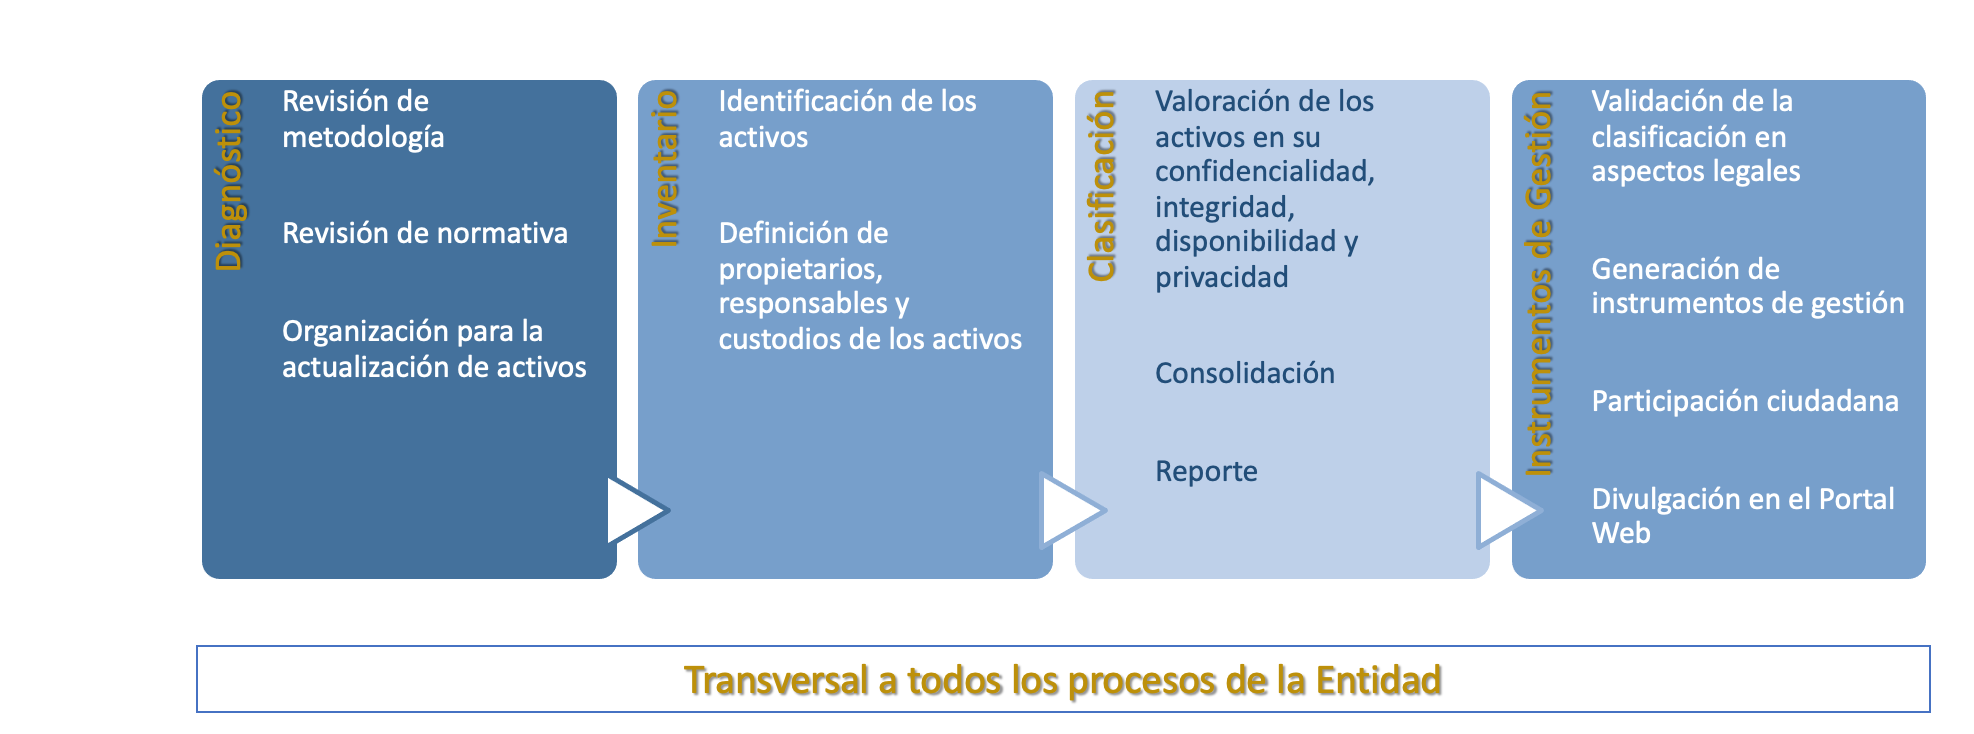 Diagnóstico
Revisión de
metodología
Revisión de normativa
Organización para la
actualización de activos
Inventario
Identificación de los
activos
Definición de
propietarios,
responsables y
custodios de los activos
Clasificación
Valoración de los
activos en su
confidencialidad,
integridad,
disponibilidad y
privacidad
Consolidación
Reporte
Instrumentos de Gestión
Validación de la
clasificación en
aspectos legales
Generación de
instrumentos de gestión
Participación ciudadana
Divulgación en el Portal
Web
Transversal a todos los procesos de la Entidad